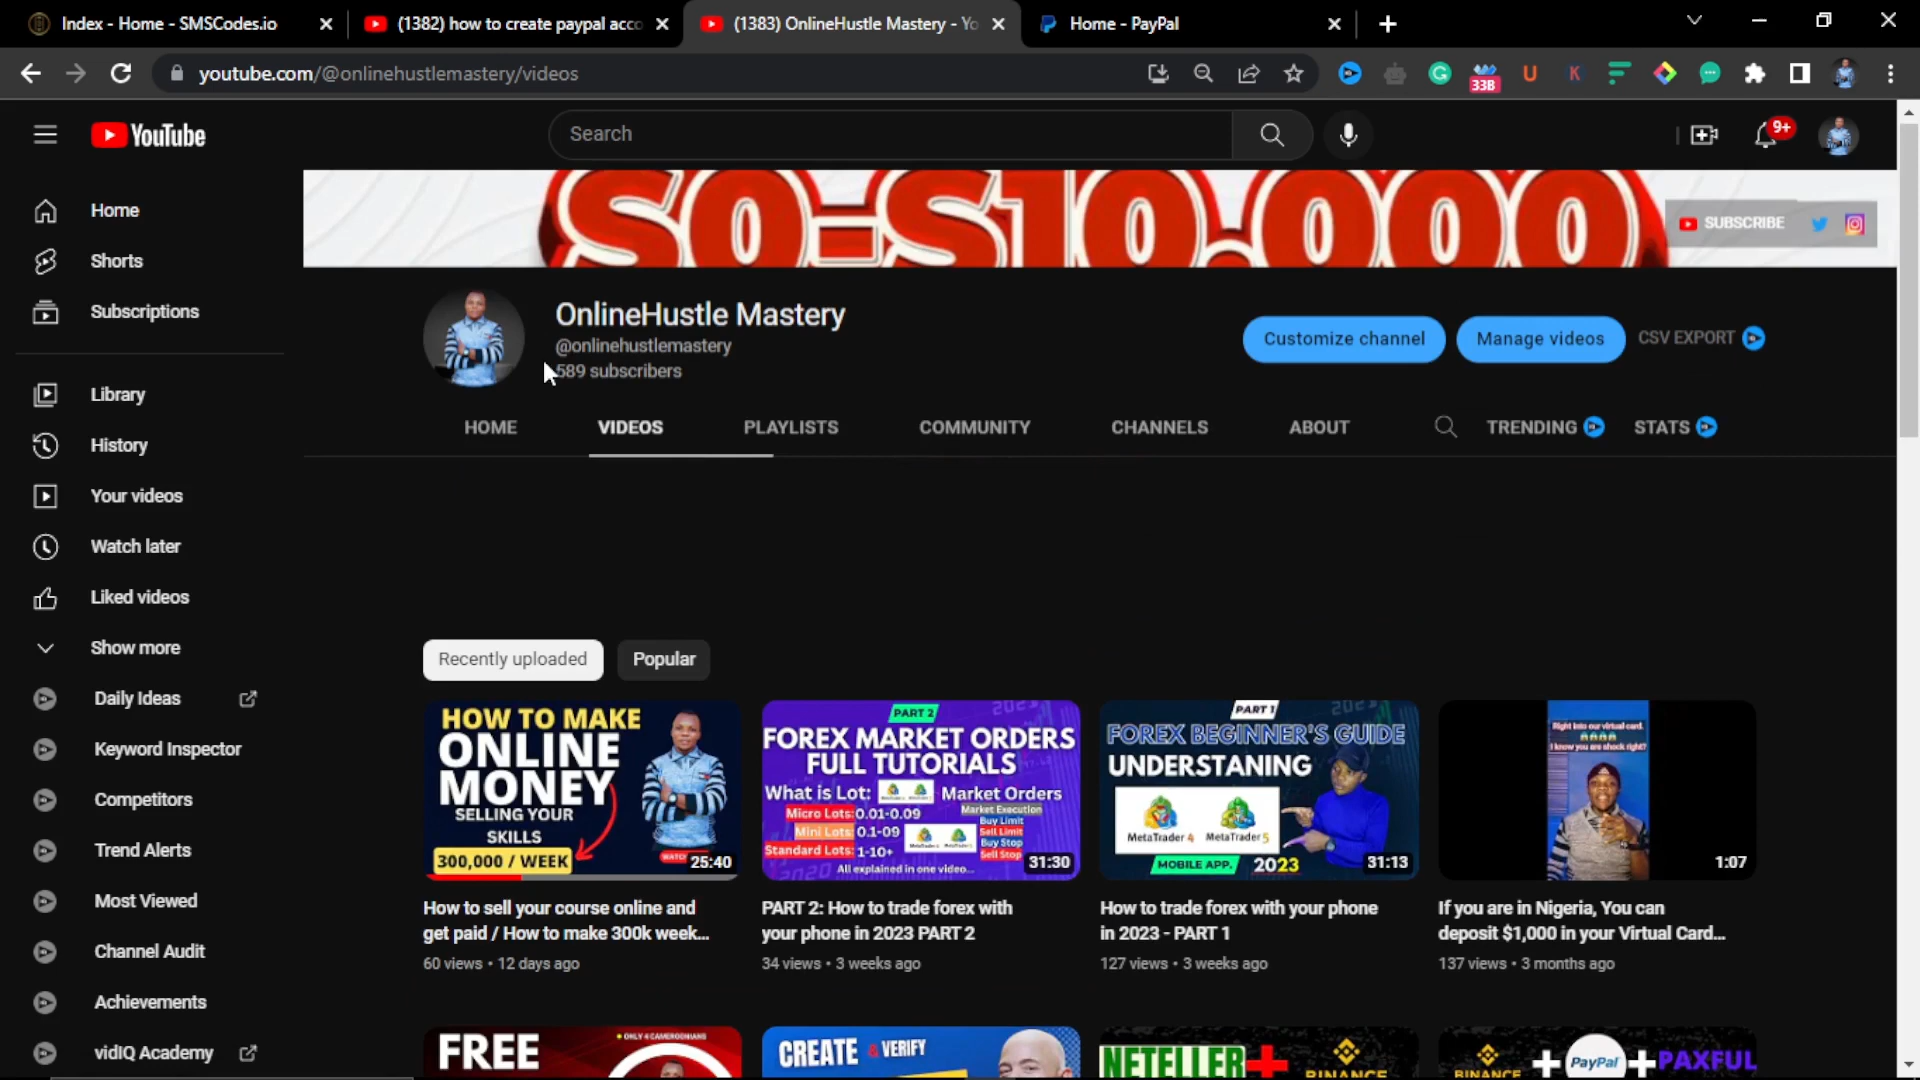 Index - Home - SMSCodes.io
(1382) how to create paypal acco
(1383) OnlineHustle Mastery - Yo
Home - PayPal
youtube.com/@onlinehustlemastery/videos
33B
YouTube
Search
9+
Home
Shorts
Subscriptions
Library
History
Your videos
Watch later
Liked videos
Show more
Daily Ideas
Keyword Inspector
Competitors
Trend Alerts
Most Viewed
Channel Audit
Achievements
vidIQ Academy
$0-$10.000
SUBSCRIBE
OnlineHustle Mastery
@onlinehustlemastery
589 subscribers
Customize channel
Manage videos
CSV EXPORT
HOME
VIDEOS
PLAYLISTS
COMMUNITY
CHANNELS
ABOUT
TRENDING
STATS
Recently uploaded
Popular
HOW TO MAKE
ONLINE
MONEY
SELLING YOUR
SKILLS
300,000 / WEEK
WATCH
25:40
How to sell your course online and
get paid / How to make 300k week...
60 views • 12 days ago
PART 2
FOREX MARKET ORDERS
FULL TUTORIALS
What is Lot:
Market Orders
Micro Lots:0.01-0.09
Mini Lots:0.1-09
Standard Lots: 1-10+
Market Execution
Buy Limit
Sell Limit
Buy Stop
Sell Stop
All explained in one video...
31:30
PART 2: How to trade forex with
your phone in 2023 PART 2
34 views • 3 weeks ago
PART 1
FOREX BEGINNER'S GUIDE
UNDERSTANING
MetaTrader 4
MetaTrader 5
MOBILE APP.
2023
31:13
How to trade forex with your phone
in 2023 - PART 1
127 views • 3 weeks ago
Right into our virtual card.
I know you are shock right?
1:07
If you are in Nigeria, You can
deposit $1,000 in your Virtual Card...
137 views • 3 months ago
FREE
• ONLY 4 CAMEROONIANS
CREATE & VERIFY
NETELLER+
BINANCE
BINANCE
+
PayPal
+PAXFUL